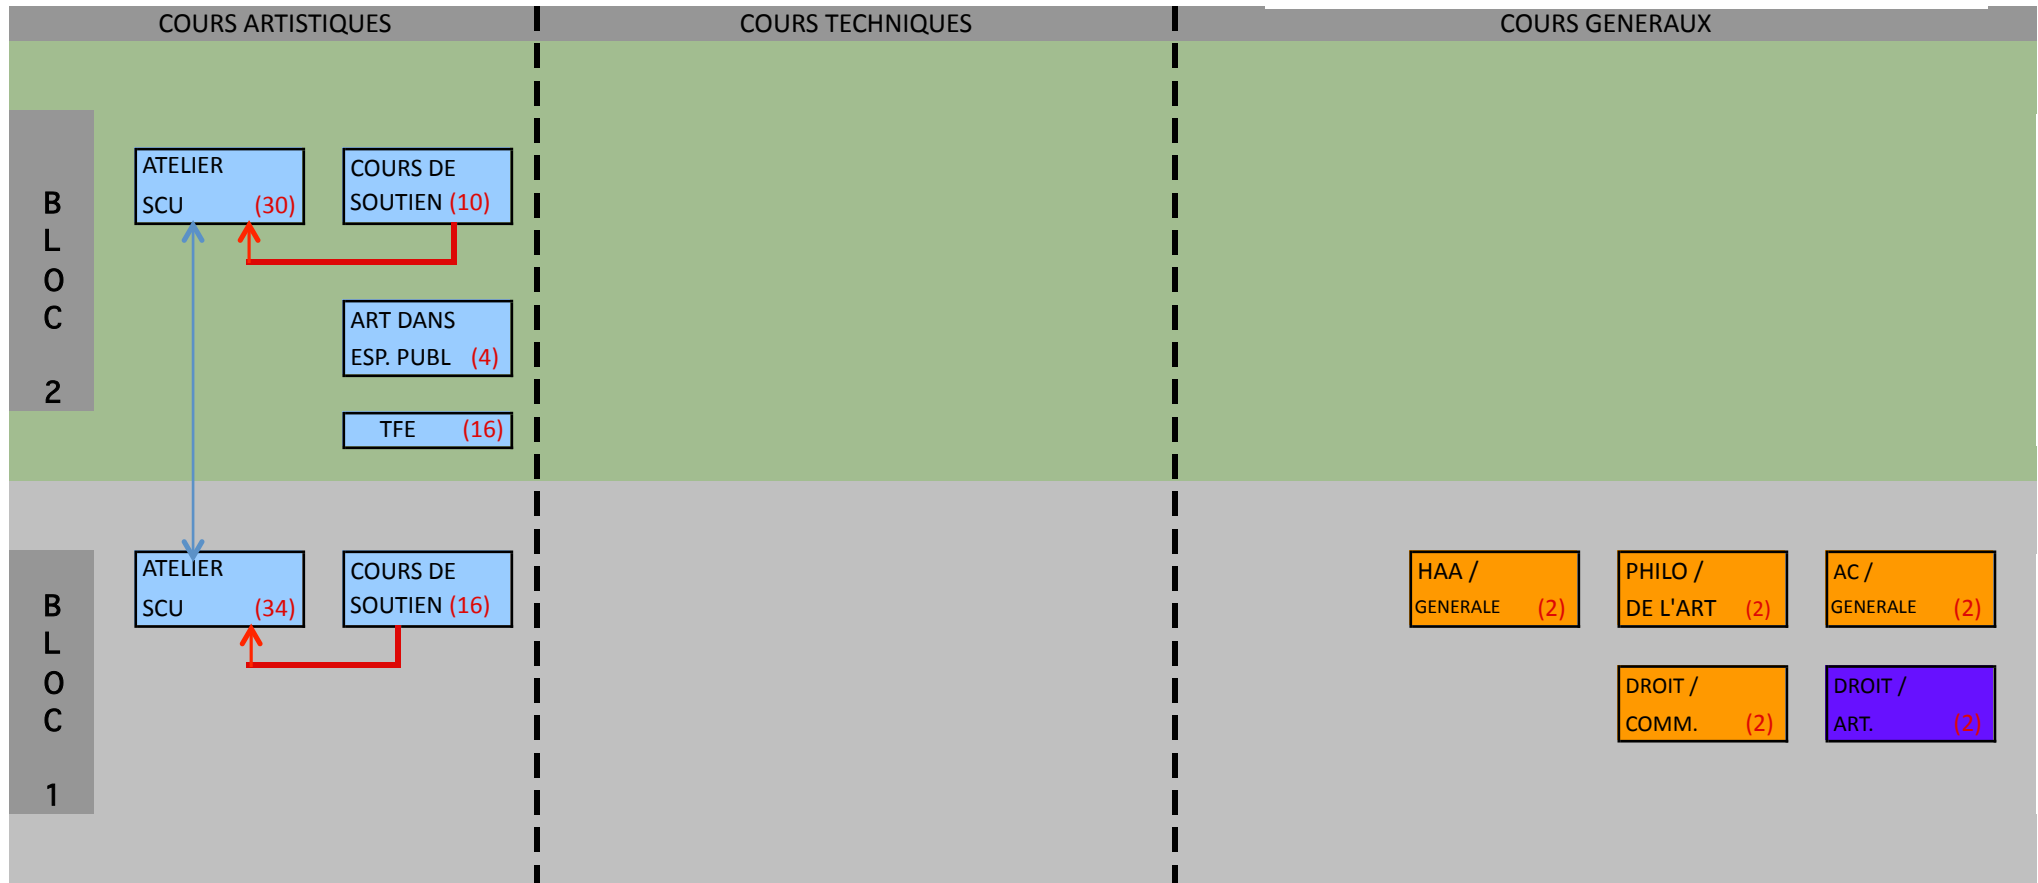 COURS ARTISTIQUES
COURS TECHNIQUES
COURS GENERAUX
B
L
O
C
2
ATELIER
SCU (30)
COURS DE
SOUTIEN (10)
ART DANS
ESP. PUBL (4)
TFE (16)
B
L
O
C
1
ATELIER
SCU (34)
COURS DE
SOUTIEN (16)
HAA /
GENERALE (2)
PHILO /
DE L'ART (2)
AC /
GENERALE (2)
DROIT /
COMM. (2)
DROIT /
ART. (2)